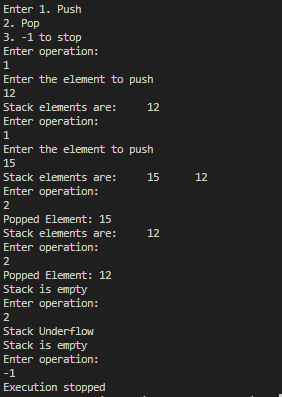 Enter 1. Push
2. Pop
3. -1 to stop
Enter operation:
1
Enter the element to push
12
Stack elements are:     12
Enter operation:
1
Enter the element to push
15
Stack elements are:     15      12
Enter operation:
2
Popped Element: 15
Stack elements are:     12
Enter operation:
2
Popped Element: 12
Stack is empty
Enter operation:
2
Stack Underflow
Stack is empty
Enter operation:
-1
Execution stopped